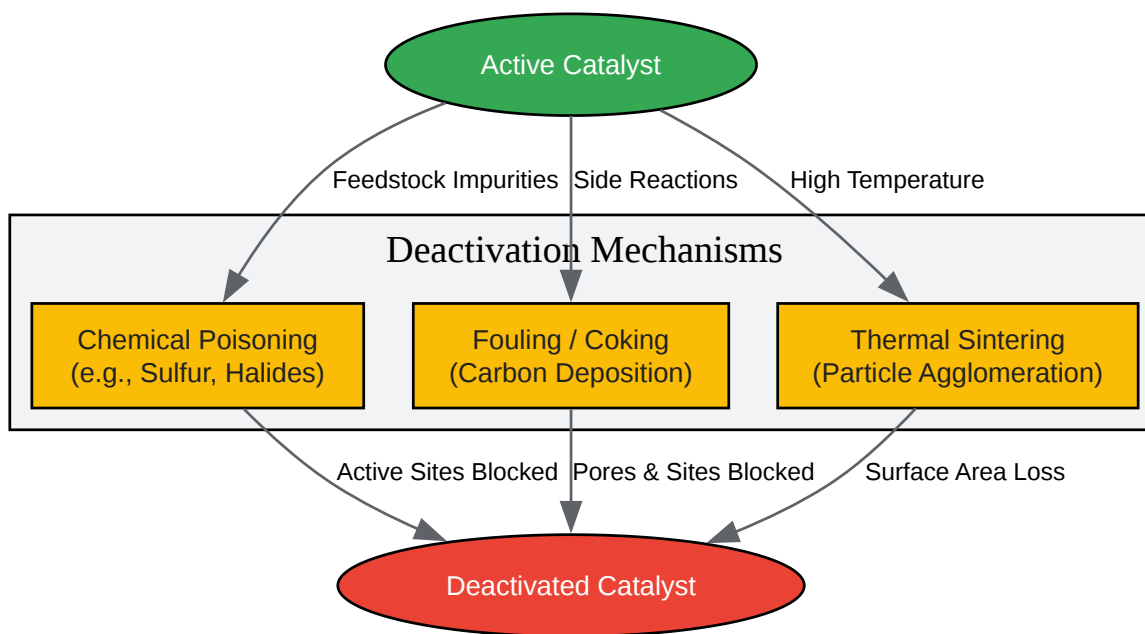 Active Catalyst
Feedstock Impurities
Side Reactions
High Temperature
Deactivation Mechanisms
Chemical Poisoning
(e.g., Sulfur, Halides)
Fouling / Coking
(Carbon Deposition)
Thermal Sintering
(Particle Agglomeration)
Active Sites Blocked
Pores & Sites Blocked
Surface Area Loss
Deactivated Catalyst